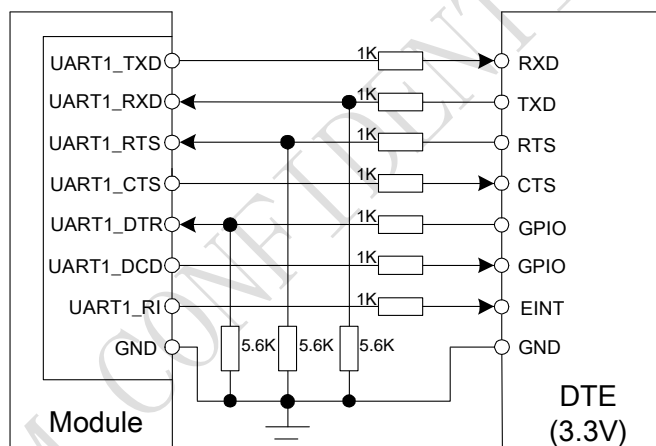 UART1_TXD 1K RXD
UART1_RXD 1K TXD
UART1_RTS 1K RTS
UART1_CTS 1K CTS
UART1_DTR 1K GPIO
UART1_DCD 1K GPIO
UART1_RI 1K EINT
GND 5.6K 5.6K 5.6K GND
Module
DTE
(3.3V)
CONFIDENT